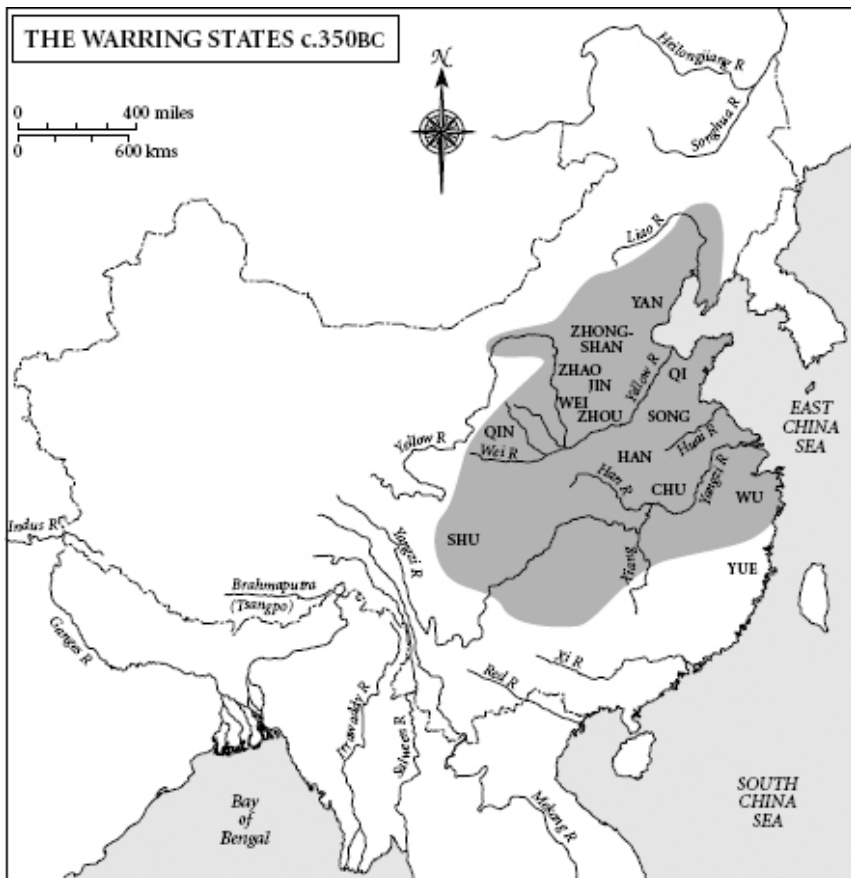 THE WARRING STATES c.350BC
N
0 400 miles
0 600 kms
Heilongjiang R
Songhua R
Liao R
YAN
ZHONG-
SHAN
ZHAO
JIN
Yellow R
QI
WEI
ZHOU
SONG
EAST
CHINA
SEA
QIN
Yellow R
Wei R
HAN
Huai R
Han R
CHU
Yangzi R
WU
Indus R
Yangzi R
SHU
Xiang
YUE
Brahmaputra
(Tsangpo)
Ganges R
Xi R
Red R
Irrawaddy R
Salween R
Bay
of
Bengal
Mekong R
SOUTH
CHINA
SEA